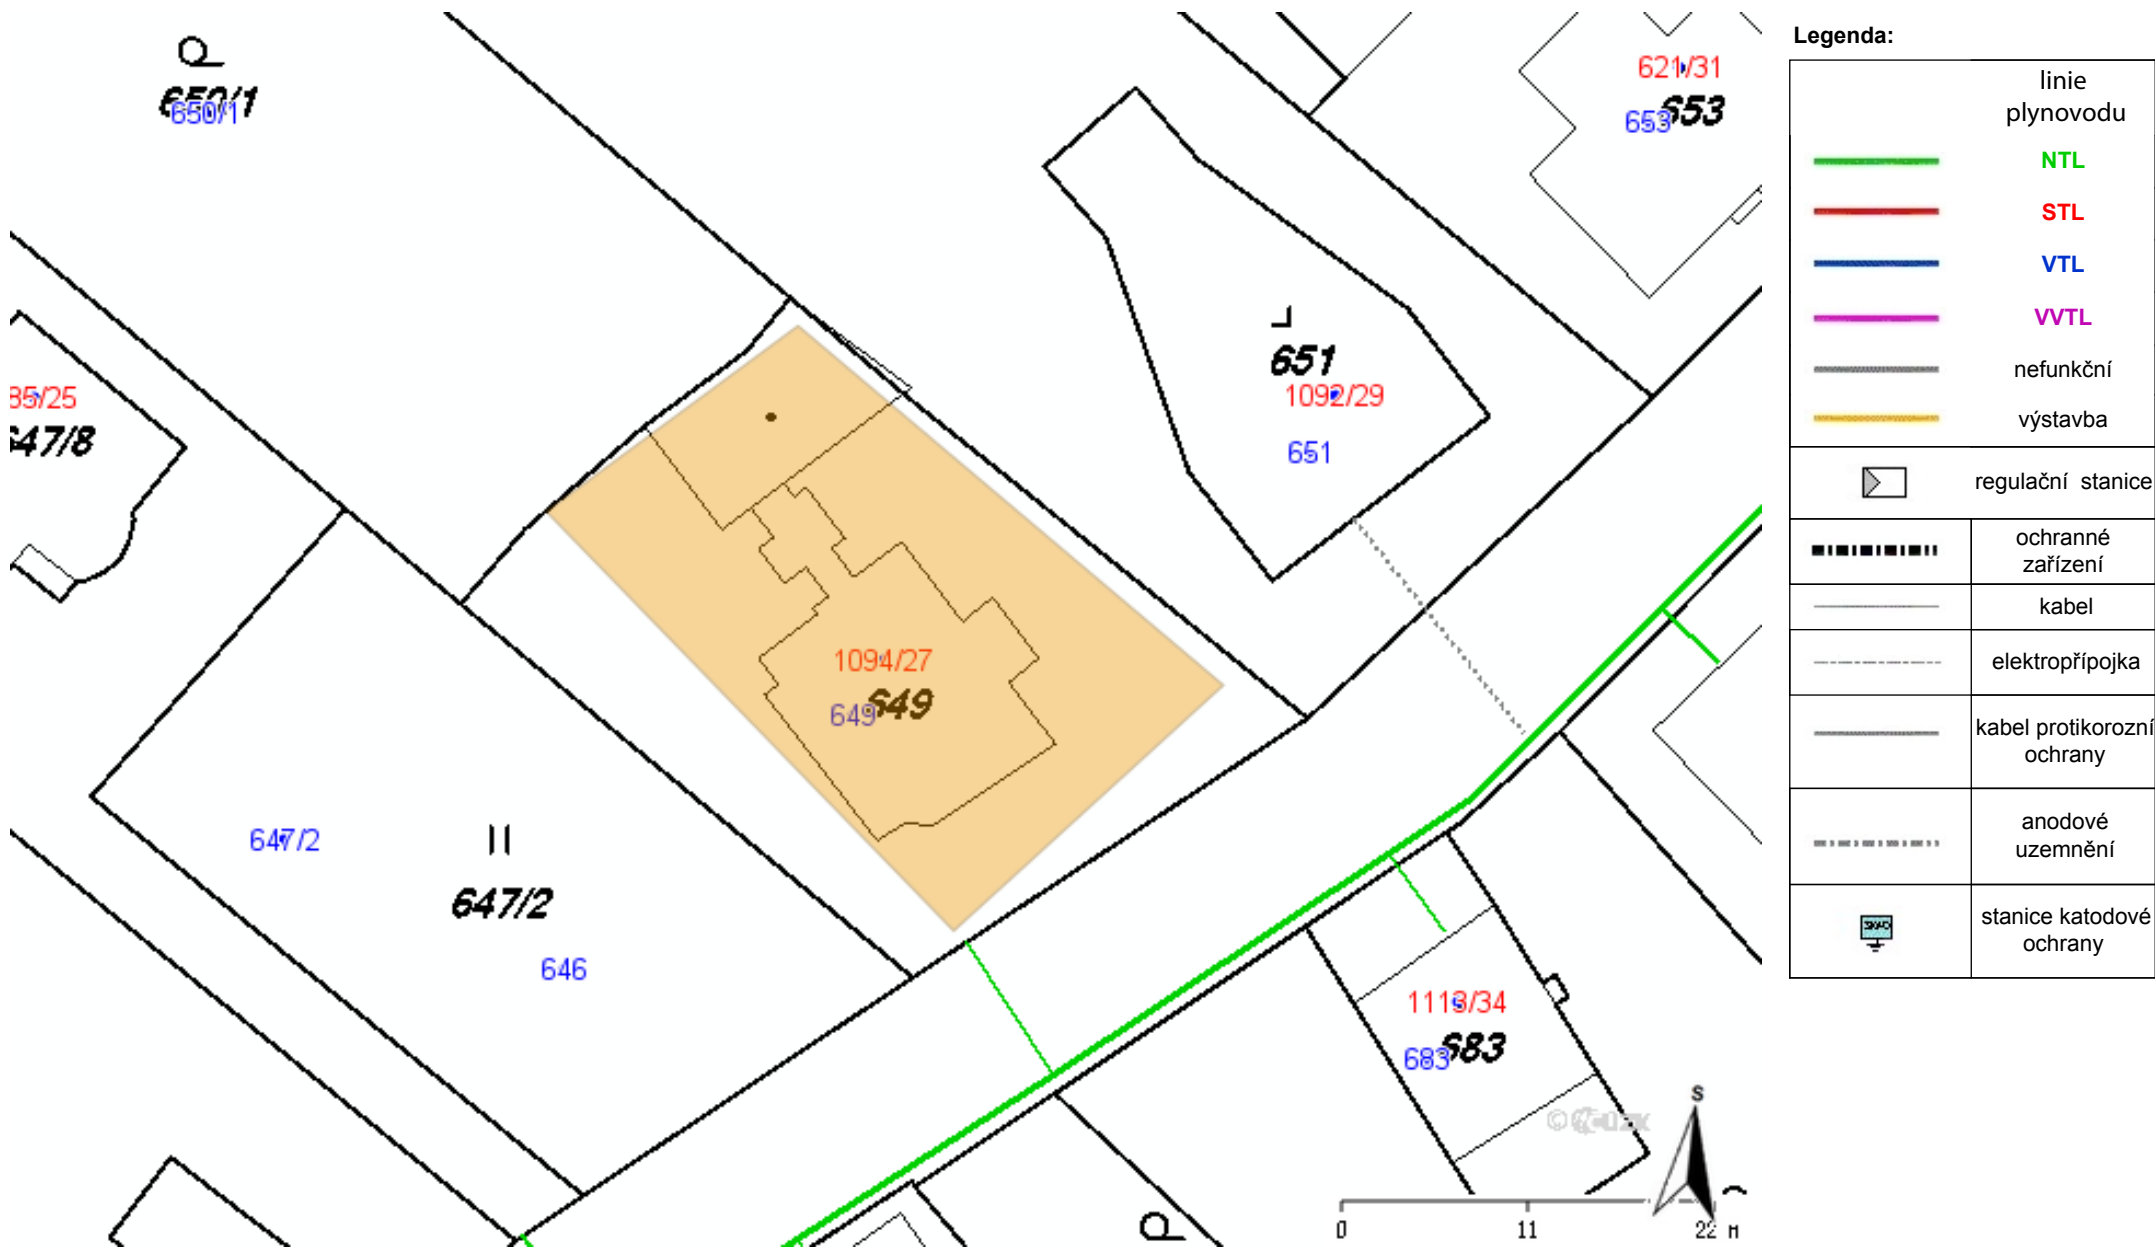 650/1
650/1
621/31
653
653
85/25
647/8
651
1092/29
651
1094/27
649
649
647/2
647/2
646
1113/34
683
683
S
0 11 22 M
Legenda:
linie
plynovodu
NTL
STL
VTL
VVTL
nefunkční
výstavba
regulační stanice
ochranné
zařízení
kabel
elektropřípojka
kabel protikorozní
ochrany
anodové
uzemnění
stanice katodové
ochrany